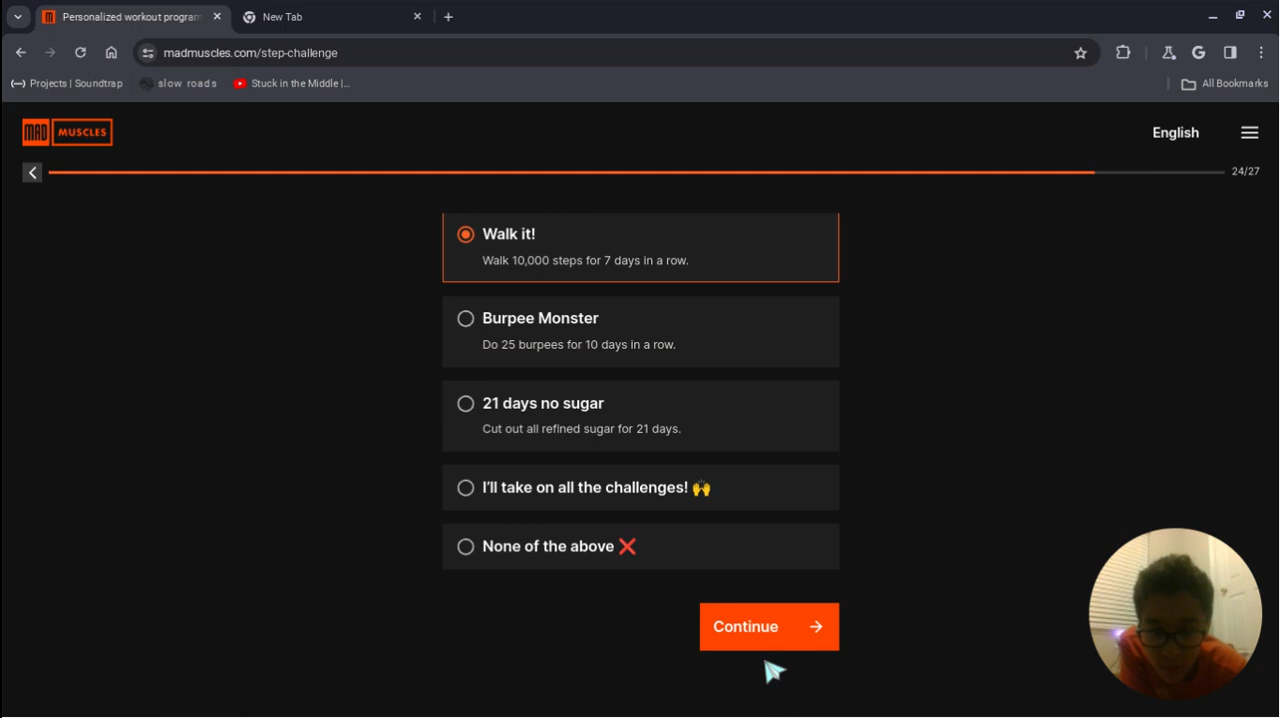 Personalized workout program
New Tab
madmuscles.com/step-challenge
Projects | Soundtrap
slow roads
Stuck in the Middle |...
All Bookmarks
MAD MUSCLES
English
24/27
Walk it!
Walk 10,000 steps for 7 days in a row.
Burpee Monster
Do 25 burpees for 10 days in a row.
21 days no sugar
Cut out all refined sugar for 21 days.
I'll take on all the challenges! 🙌
None of the above ❌
Continue